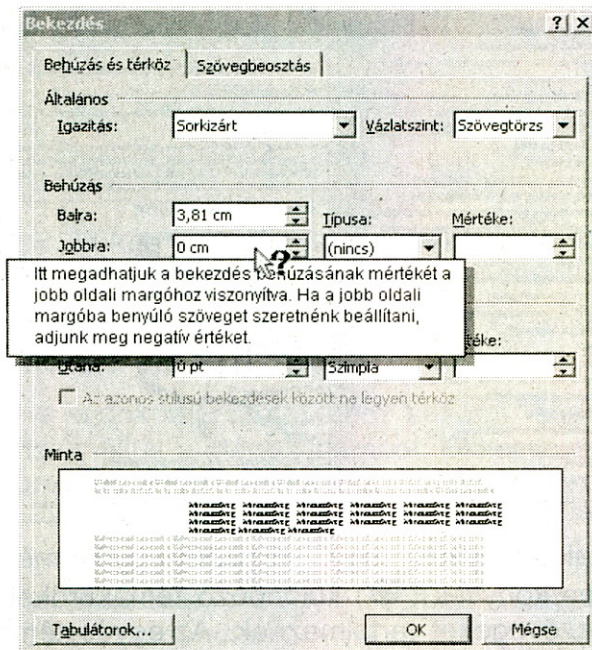 Bekezdés ? ×
Behúzás és térköz Szövegbeosztás
Általános
Igazítás: Sorkizárt Vázlatszint: Szövegtörzs
Behúzás
Balra: 3,81 cm Típusa: Mértéke:
Jobbra: 0 cm (nincs)
Itt megadhatjuk a bekezdés behúzásának mértékét a
jobb oldali margóhoz viszonyítva. Ha a jobb oldali
margóba benyúló szöveget szeretnénk beállítani,
adjunk meg negatív értéket.
Utána: 0 pt Szimpla
Az azonos stílusú bekezdések között ne legyen térköz
Minta
Tabulátorok... OK Mégse